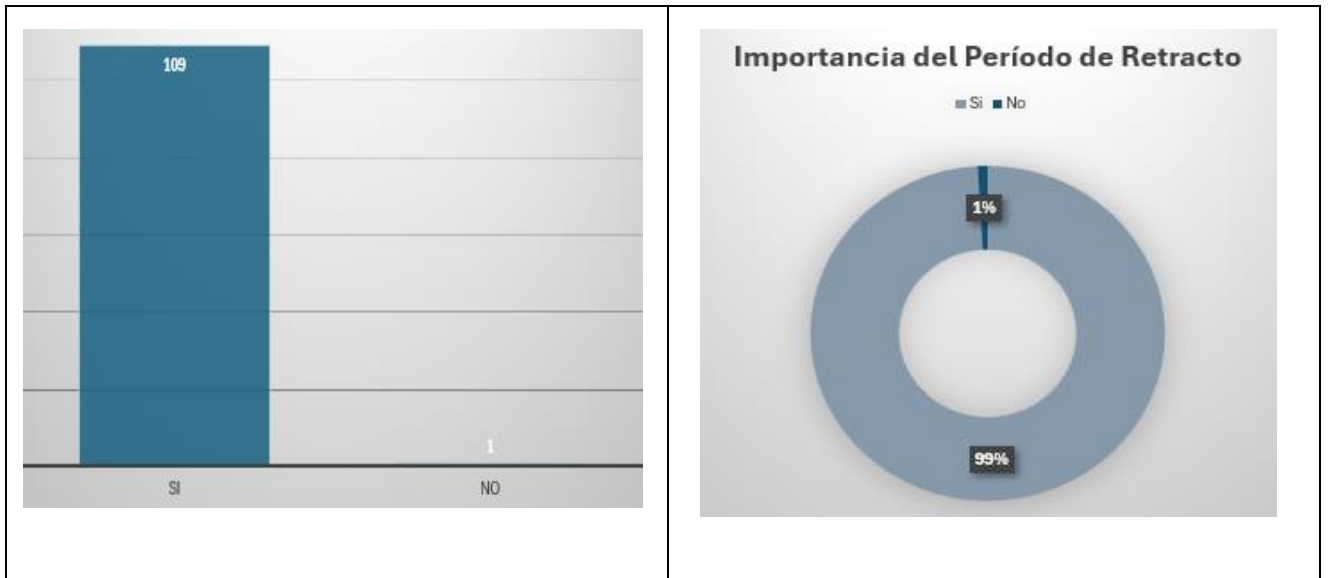 109
1
SI NO
Importancia del Período de Retracto
Si No
1%
99%